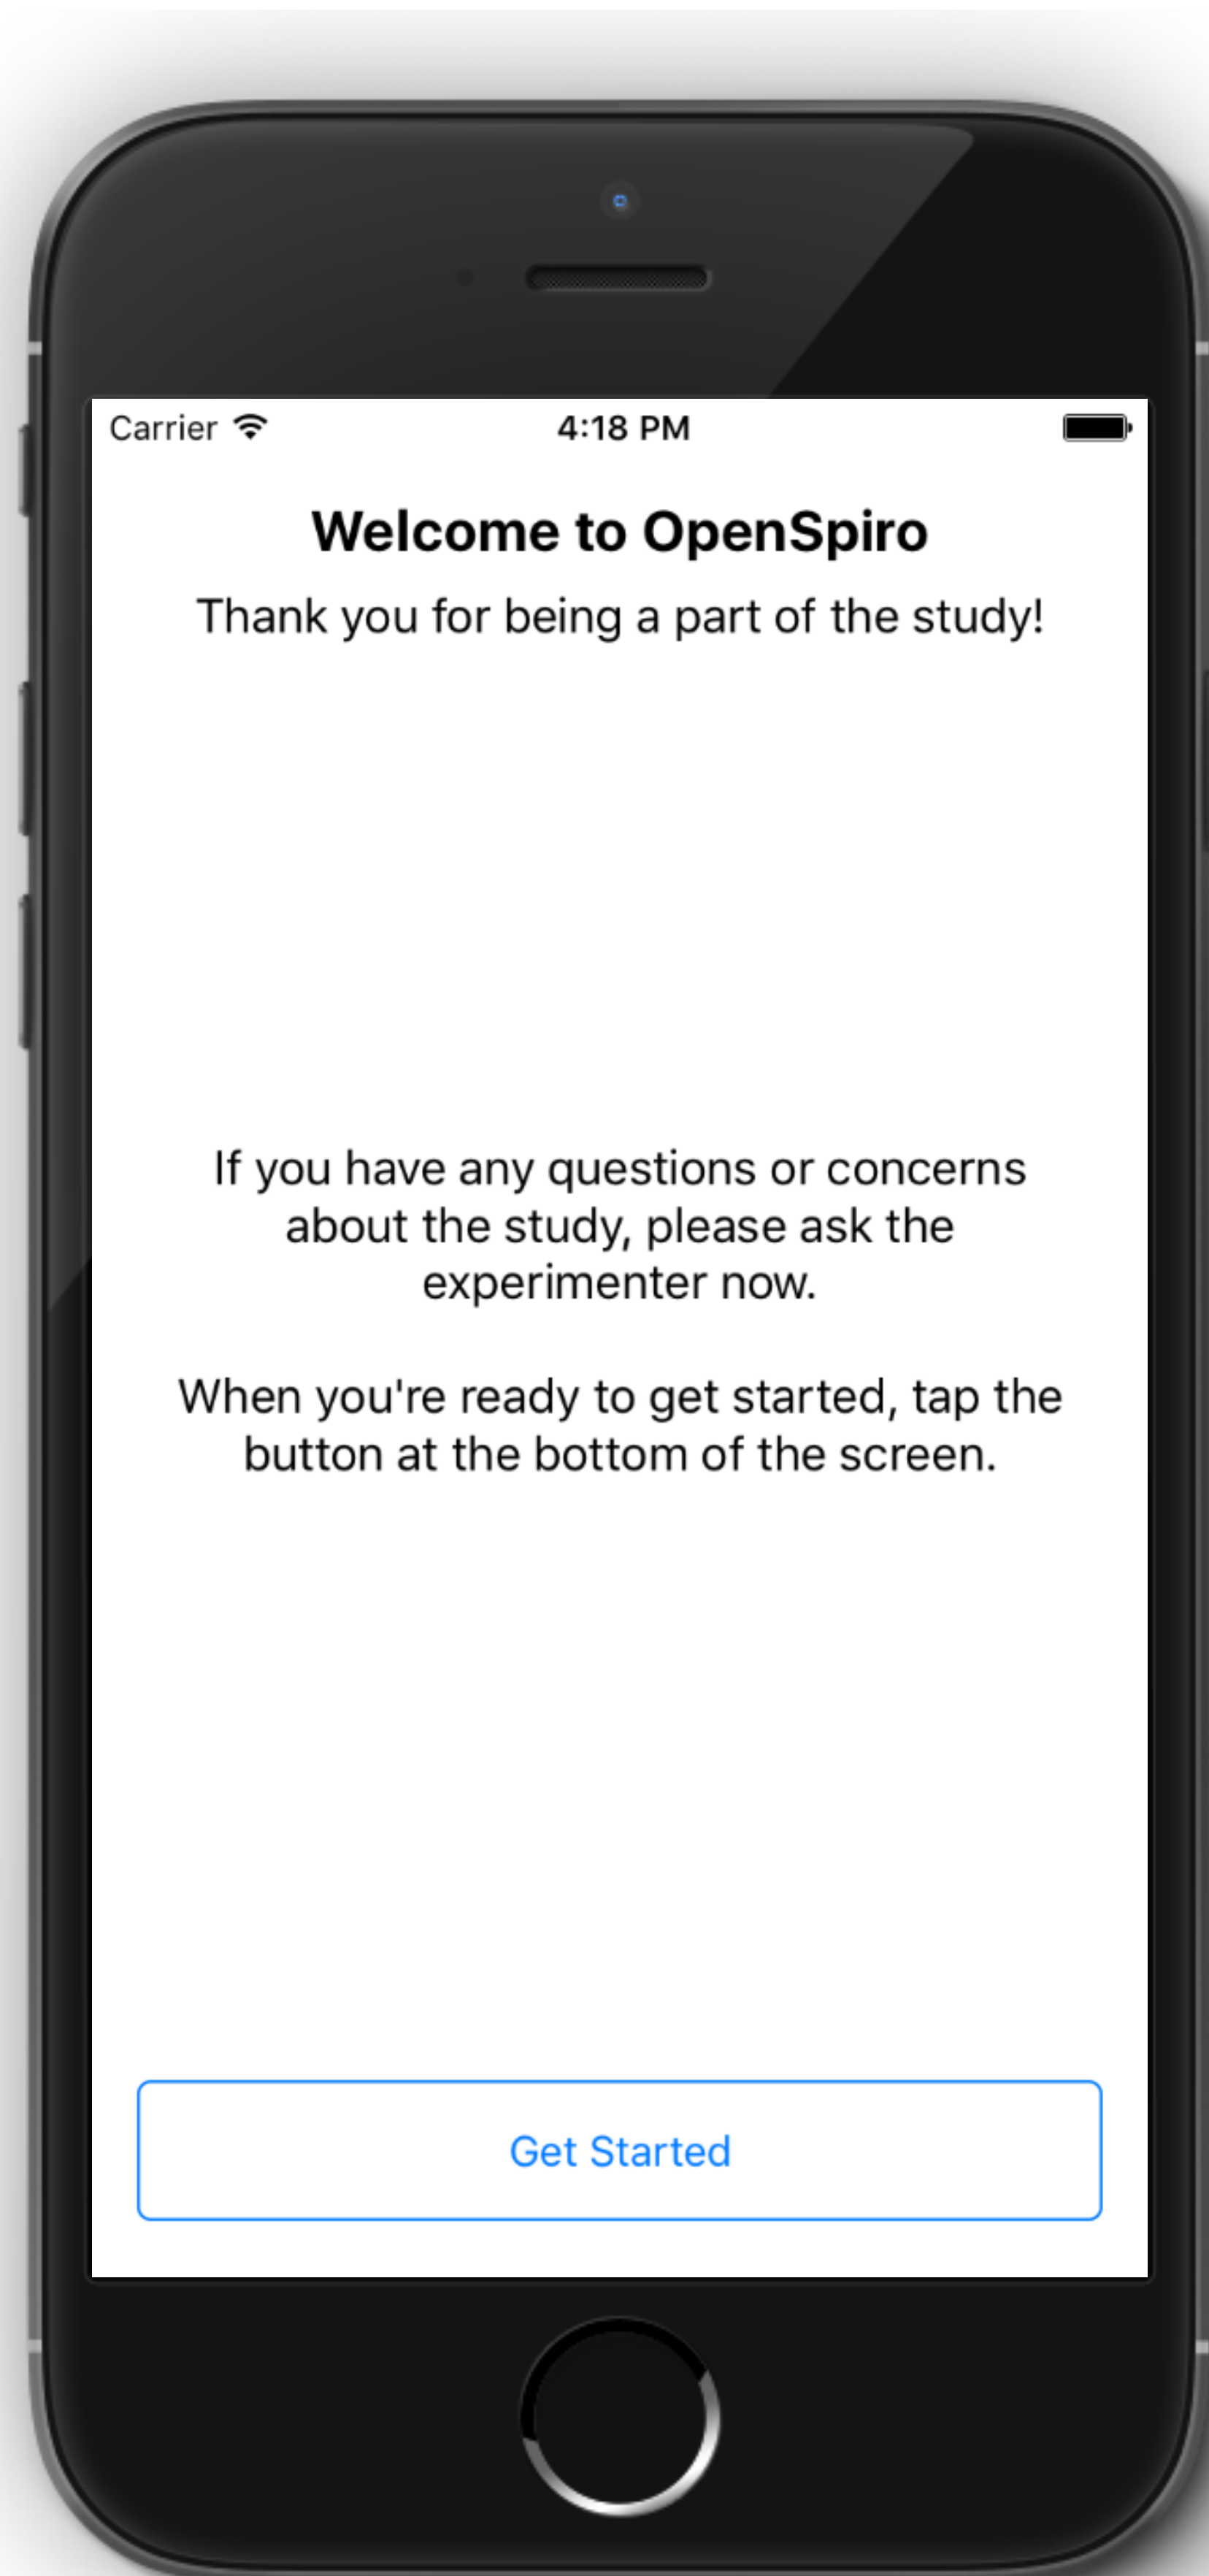 Carrier 4:18 PM
Welcome to OpenSpiro
Thank you for being a part of the study!
If you have any questions or concerns
about the study, please ask the
experimenter now.
When you're ready to get started, tap the
button at the bottom of the screen.
Get Started